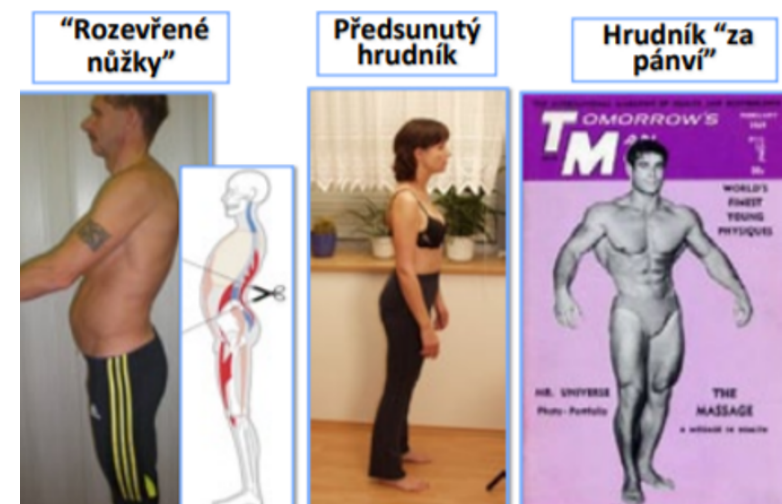 “Rozevřené
nůžky”
Předsunutý
hrudník
Hrudník “za
pánví”
TOMORROW'S
MAN
WORLD'S
FINEST
YOUNG
PHYSIQUES
MR. UNIVERSE
Photo - Portfolio
THE
MASSAGE